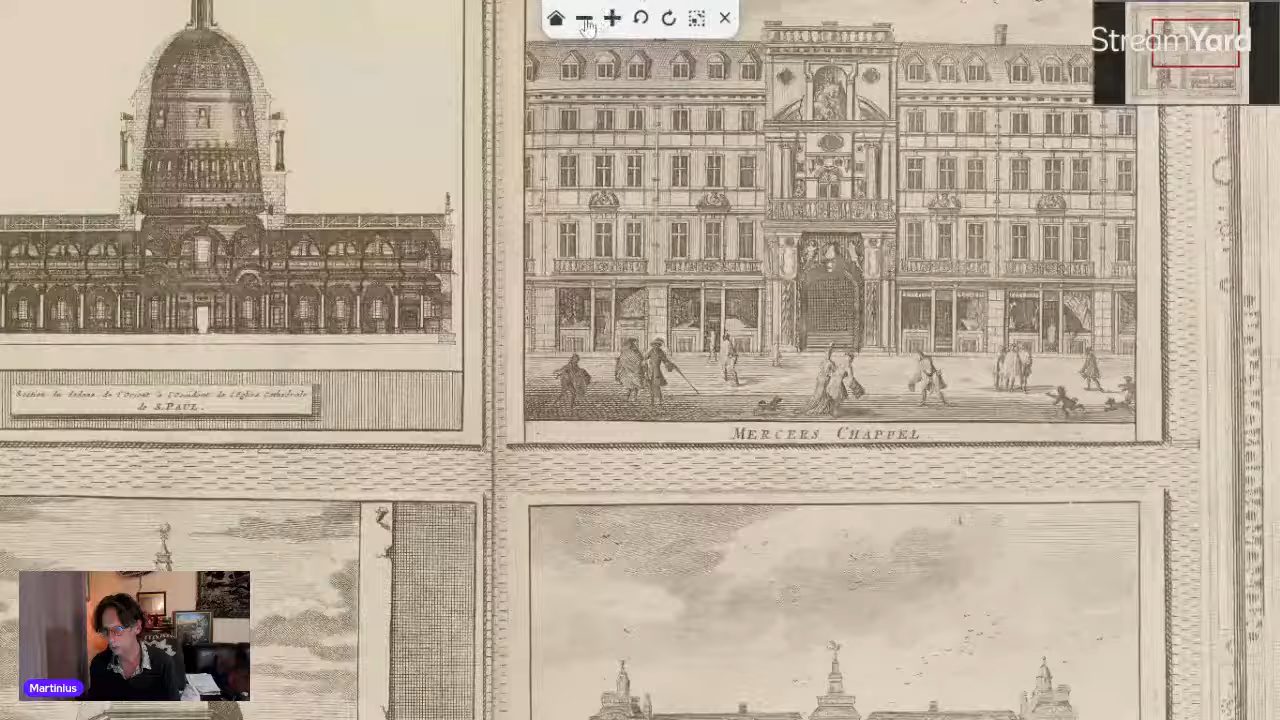 StreamYard
Section du dedans de l'Orient à l'Occident de l'Eglise Cathedrale
de S. PAUL.
MERCERS CHAPPEL
Martinius